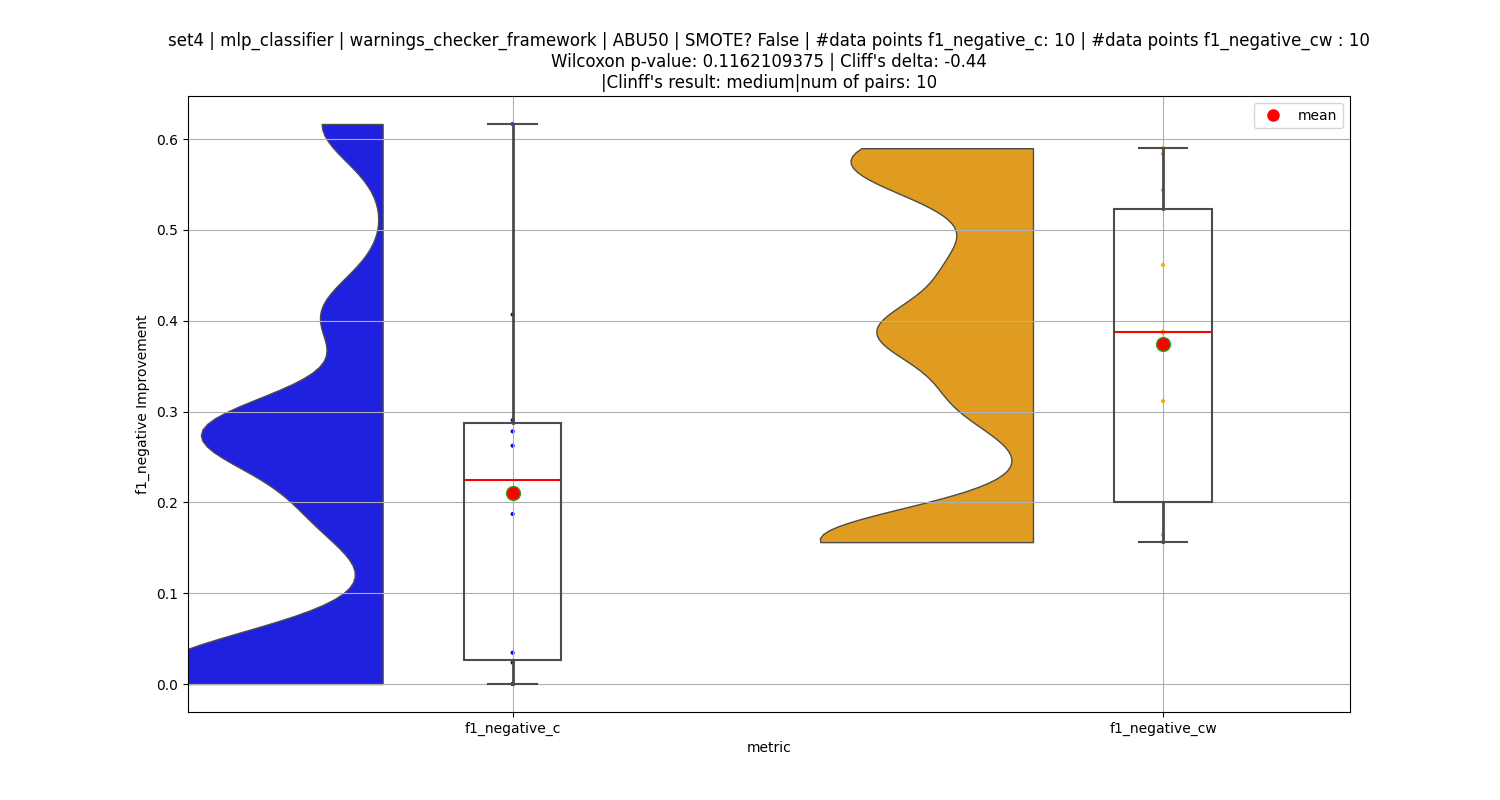 set4 | mlp_classifier | warnings_checker_framework | ABU50 | SMOTE? False | #data points f1_negative_c: 10 | #data points f1_negative_cw : 10
Wilcoxon p-value: 0.1162109375 | Cliff's delta: -0.44
|Clinff's result: medium|num of pairs: 10
mean
0.6
0.5
0.4
0.3
0.2
0.1
0.0
f1_negative Improvement
f1_negative_c
f1_negative_cw
metric